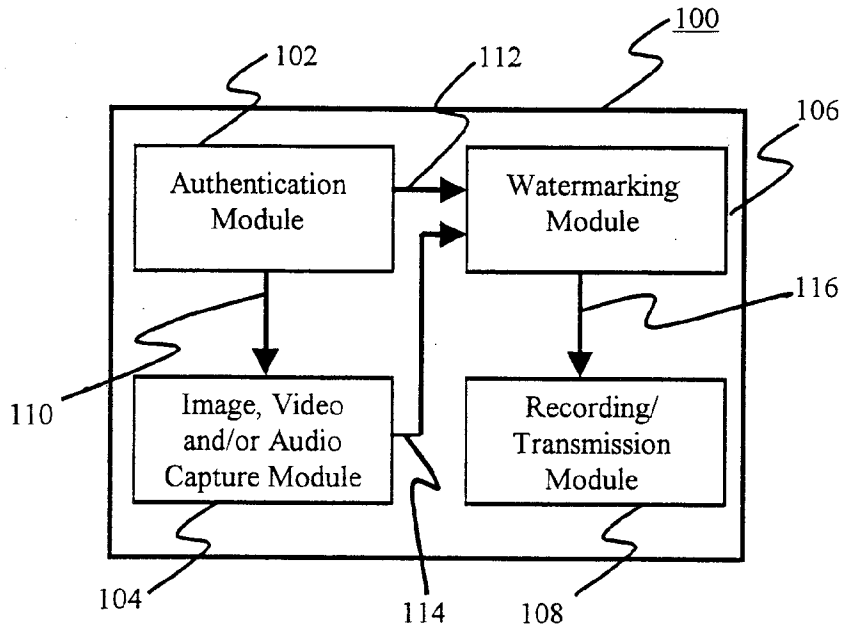 100
102
112
106
Authentication
Module
Watermarking
Module
116
110
Image, Video
and/or Audio
Capture Module
Recording/
Transmission
Module
104
114
108